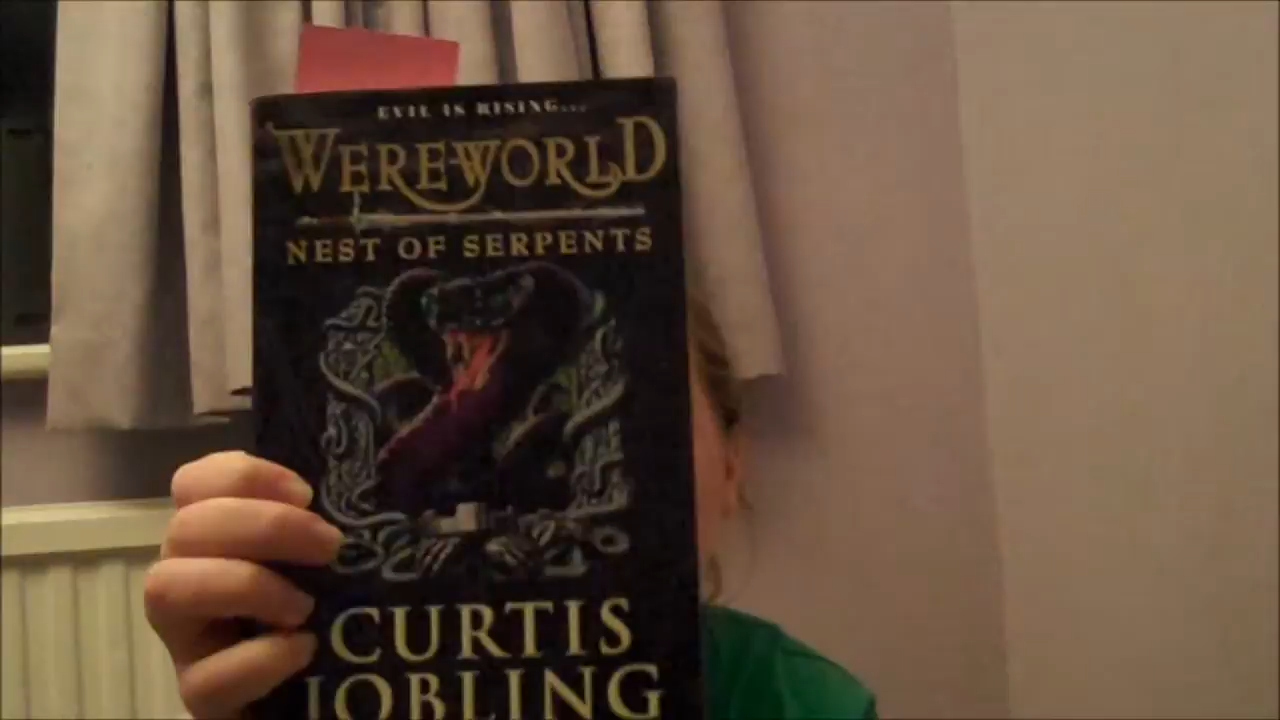 EVIL IS RISING...
WEREWORLD
NEST OF SERPENTS
CURTIS
JOBLING